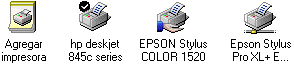 Agregar
impresora
hp deskjet
845c series
EPSON Stylus
COLOR 1520
Epson Stylus
Pro XL+ E...